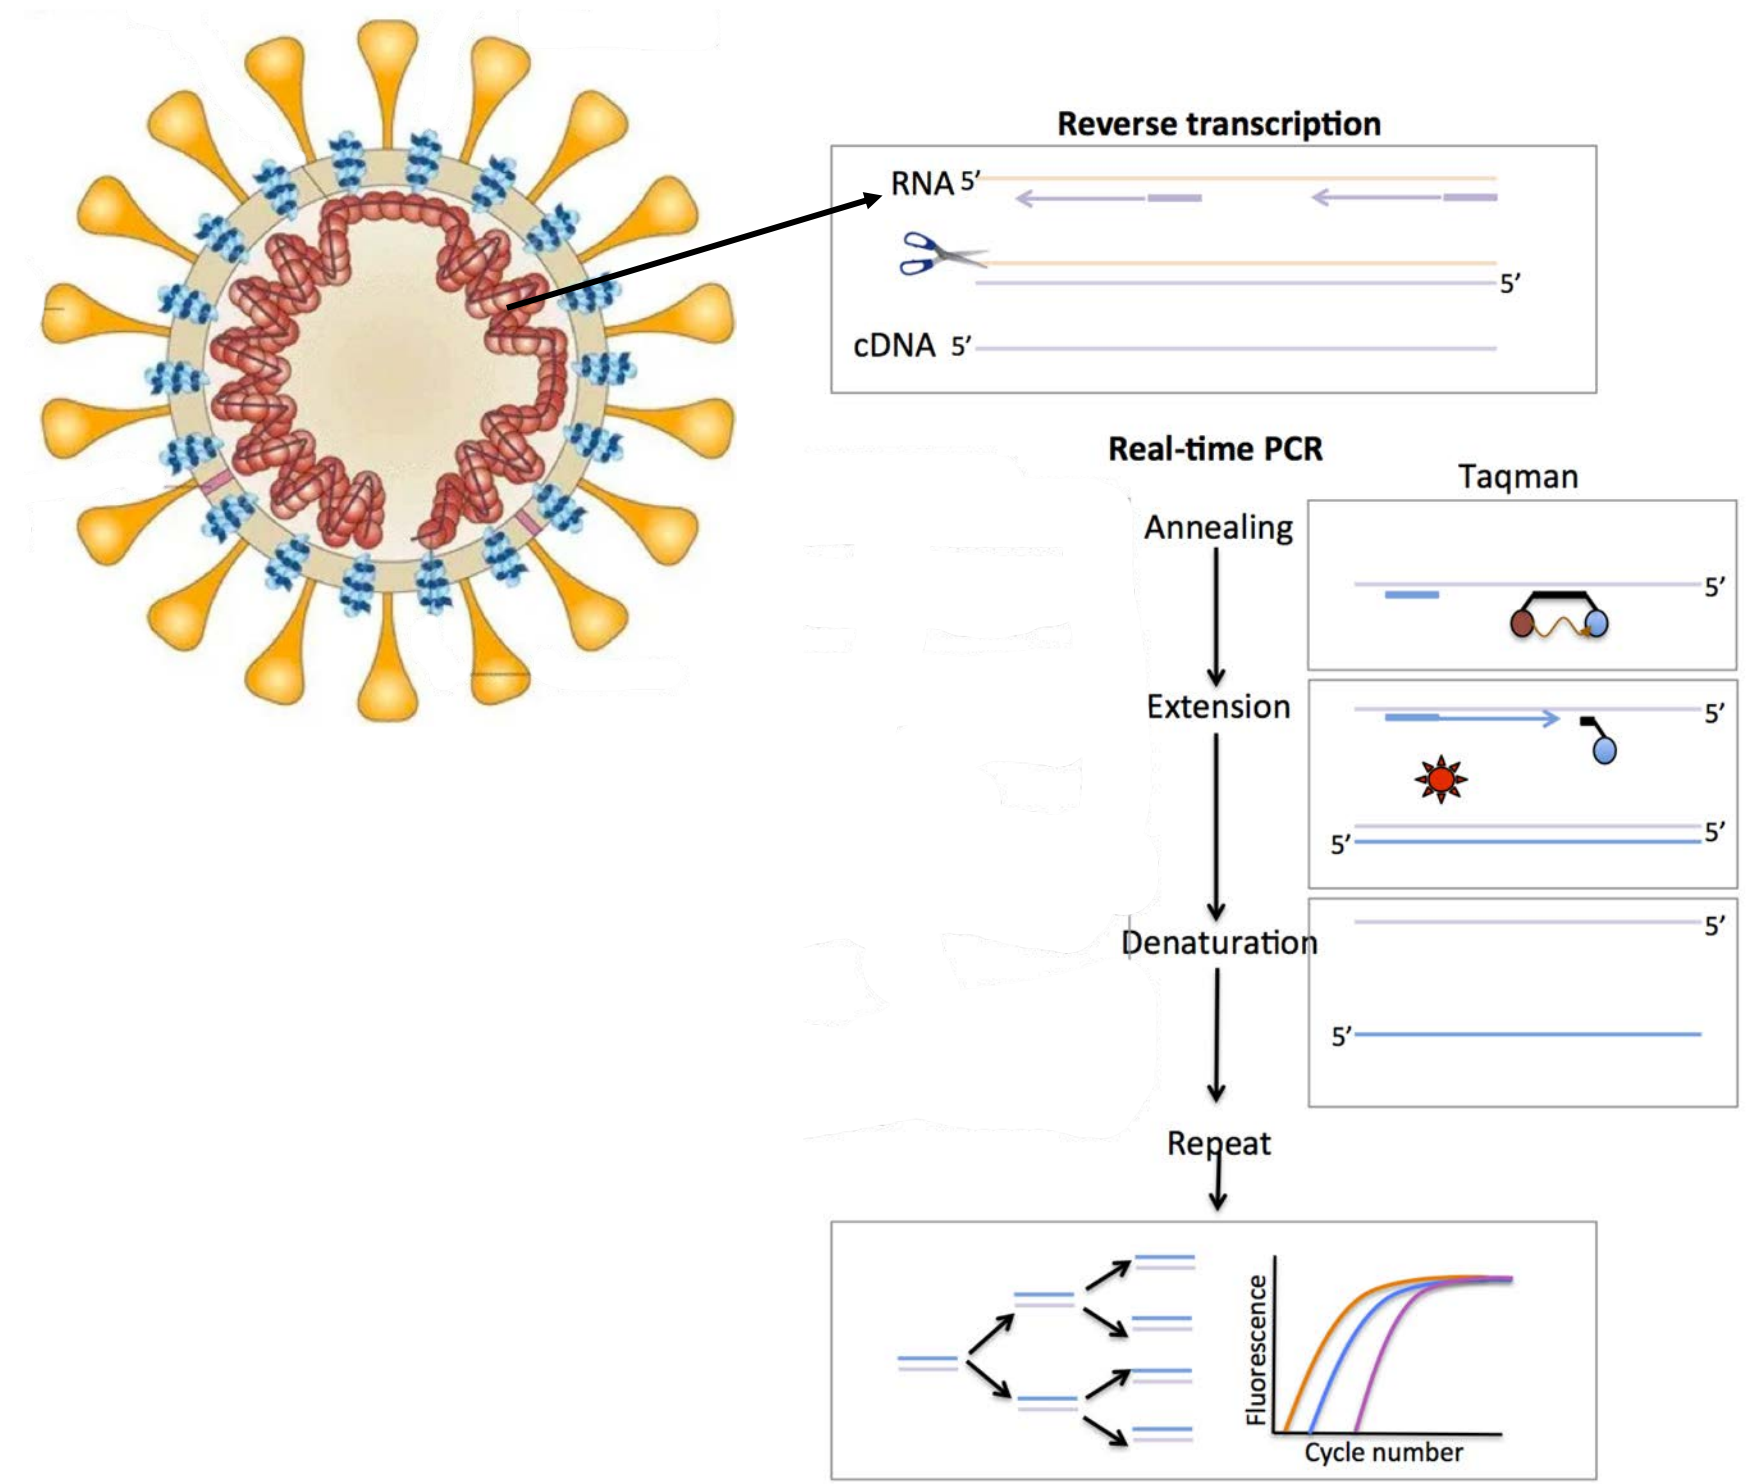 Reverse transcription
RNA 5’
5’
cDNA 5’
Real-time PCR
Taqman
Annealing
5’
Extension
5’
5’
5’
Denaturation
5’
5’
Repeat
Fluorescence
Cycle number